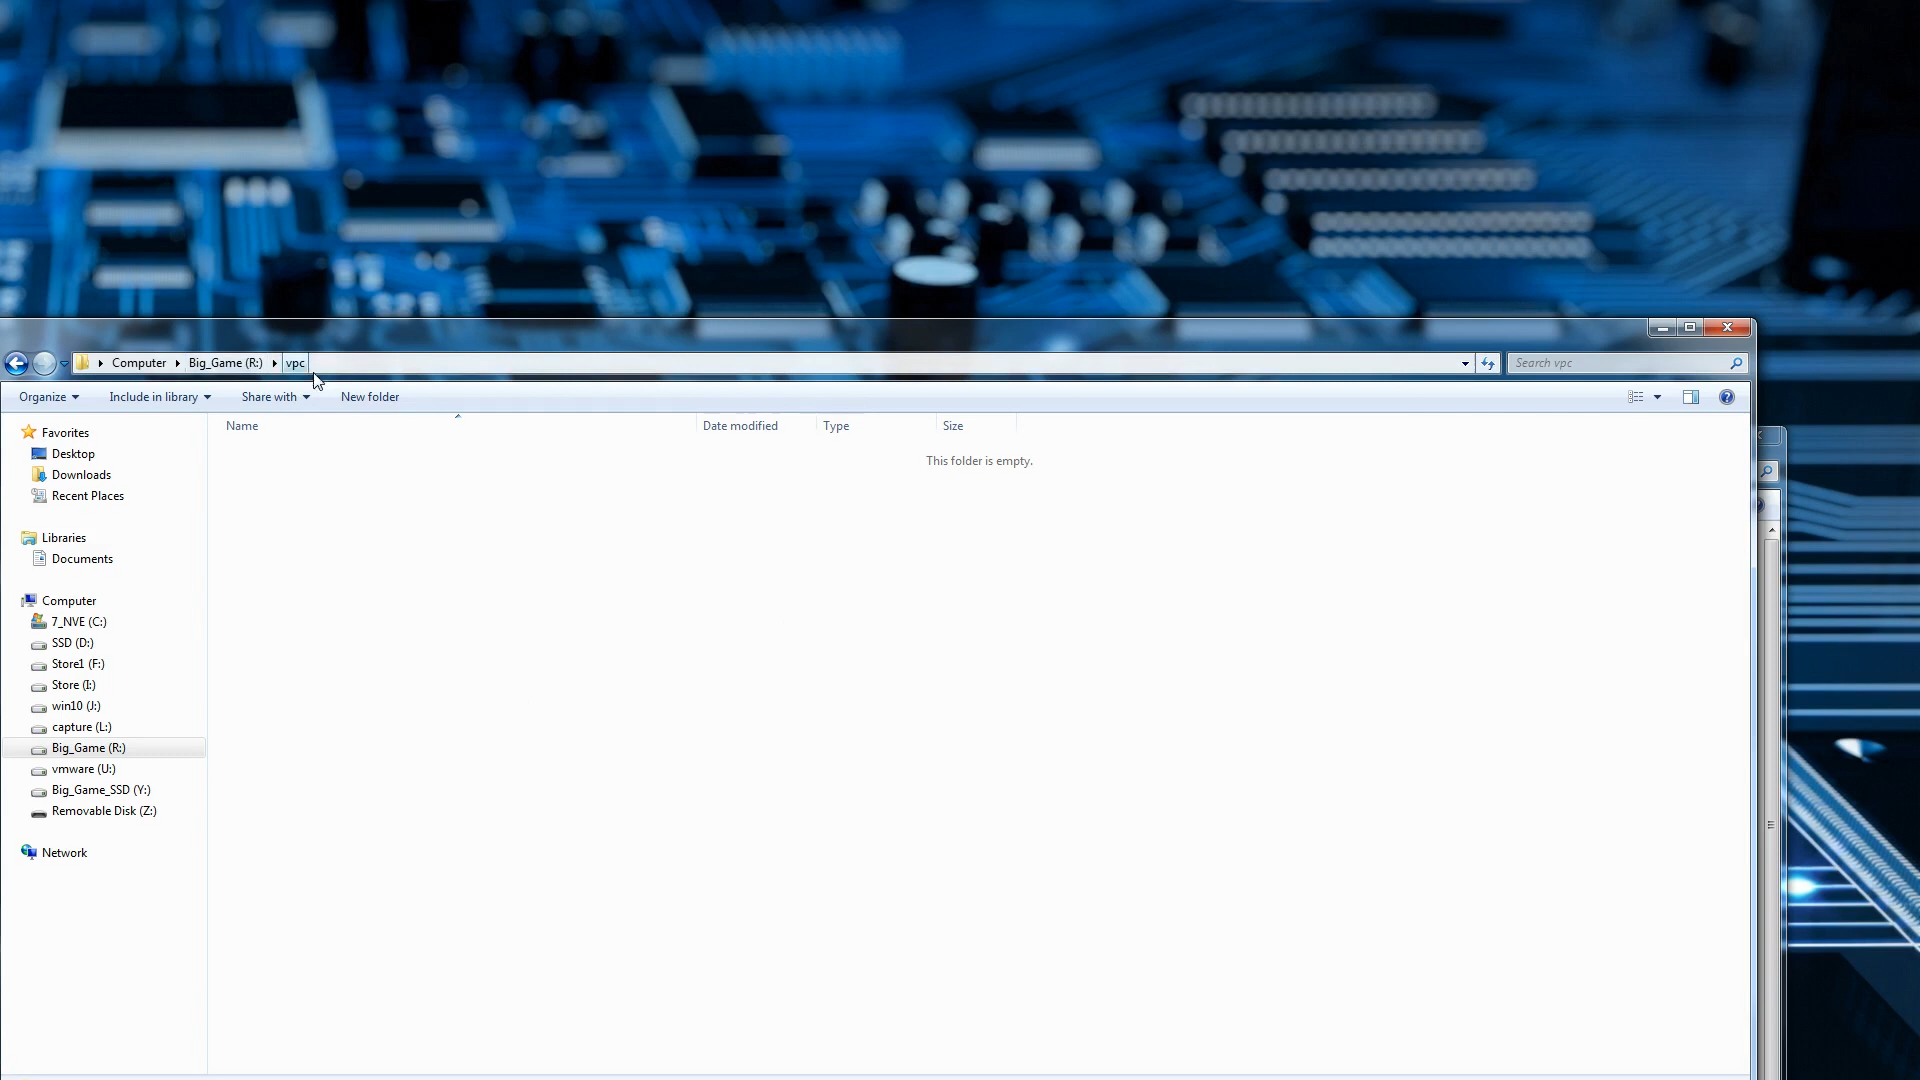 Computer Big_Game (R:) vpc Search vpc
Organize Include in library Share with New folder
Name Date modified Type Size
This folder is empty.
Favorites
Desktop
Downloads
Recent Places
Libraries
Documents
Computer
7_NVE (C:)
SSD (D:)
Store1 (F:)
Store (I:)
win10 (J:)
capture (L:)
Big_Game (R:)
vmware (U:)
Big_Game_SSD (Y:)
Removable Disk (Z:)
Network